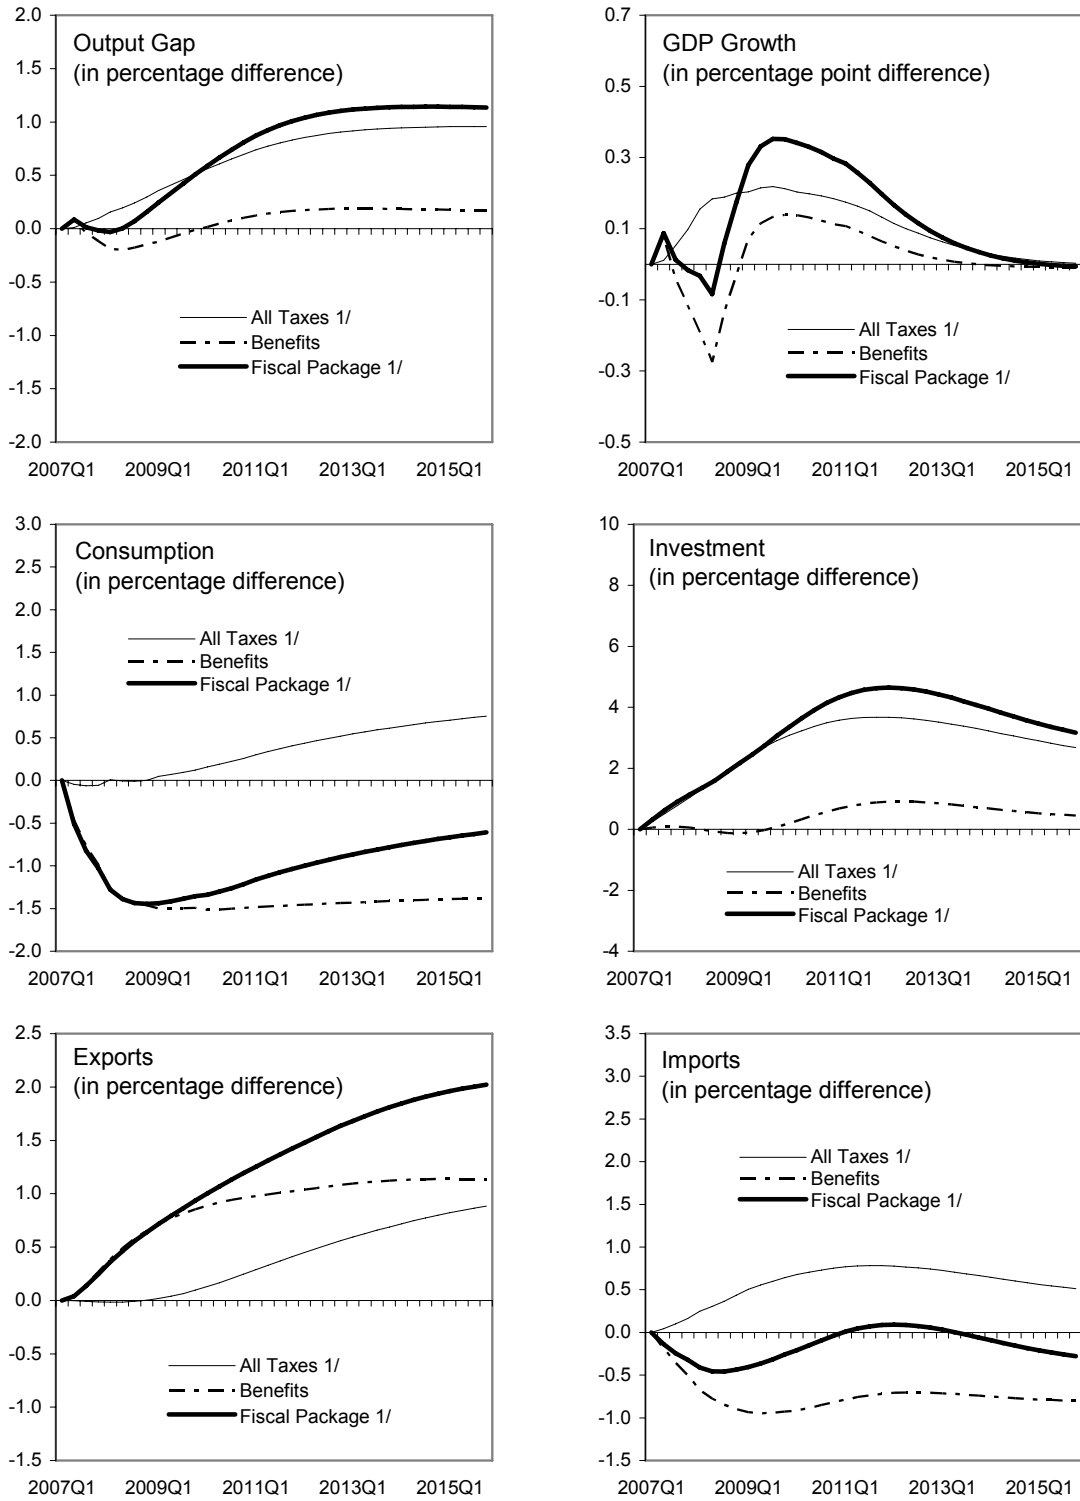 Output Gap
(in percentage difference)
2.0
1.5
1.0
0.5
0.0
-0.5
-1.0
-1.5
-2.0
All Taxes 1/
Benefits
Fiscal Package 1/
2007Q1 2009Q1 2011Q1 2013Q1 2015Q1
GDP Growth
(in percentage point difference)
0.7
0.5
0.3
0.1
-0.1
-0.3
-0.5
All Taxes 1/
Benefits
Fiscal Package 1/
2007Q1 2009Q1 2011Q1 2013Q1 2015Q1
Consumption
(in percentage difference)
3.0
2.5
2.0
1.5
1.0
0.5
0.0
-0.5
-1.0
-1.5
-2.0
All Taxes 1/
Benefits
Fiscal Package 1/
2007Q1 2009Q1 2011Q1 2013Q1 2015Q1
Investment
(in percentage difference)
10
8
6
4
2
0
-2
-4
All Taxes 1/
Benefits
Fiscal Package 1/
2007Q1 2009Q1 2011Q1 2013Q1 2015Q1
Exports
(in percentage difference)
2.5
2.0
1.5
1.0
0.5
0.0
-0.5
-1.0
-1.5
All Taxes 1/
Benefits
Fiscal Package 1/
2007Q1 2009Q1 2011Q1 2013Q1 2015Q1
Imports
(in percentage difference)
3.5
3.0
2.5
2.0
1.5
1.0
0.5
0.0
-0.5
-1.0
-1.5
All Taxes 1/
Benefits
Fiscal Package 1/
2007Q1 2009Q1 2011Q1 2013Q1 2015Q1